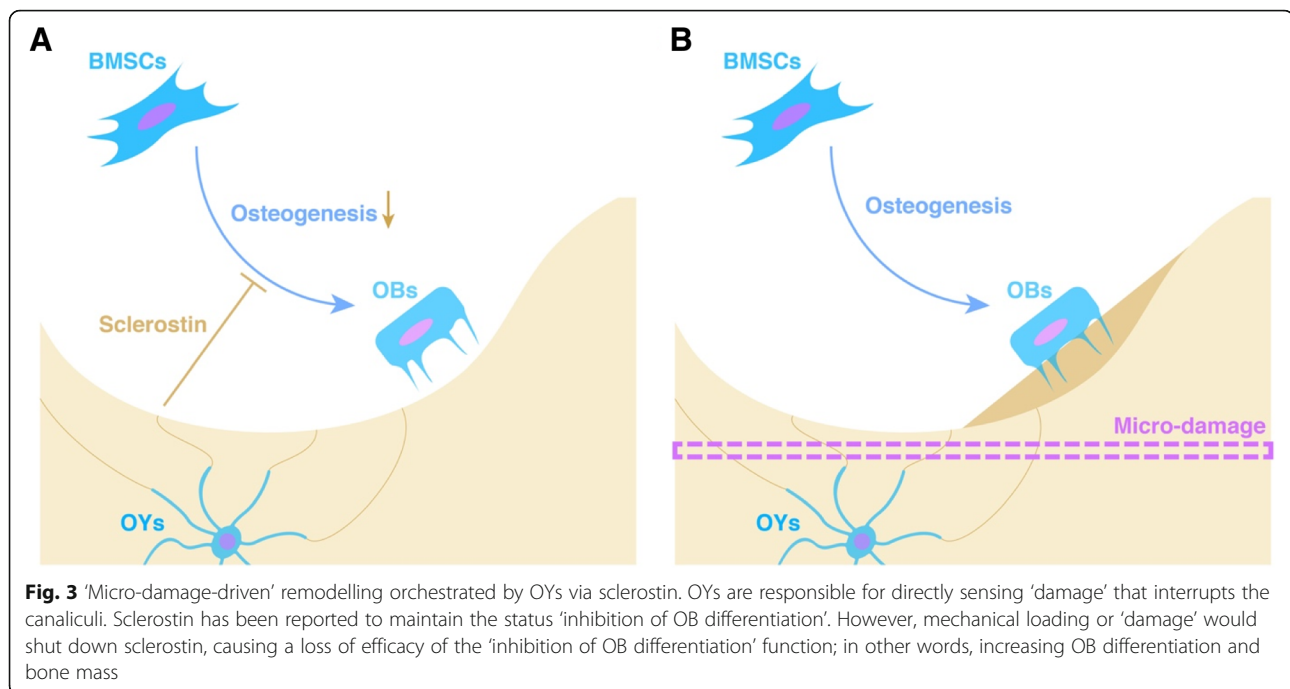 A
BMSCs
Osteogenesis
Sclerostin
OBs
OYs
B
BMSCs
Osteogenesis
OBs
Micro-damage
OYs
Fig. 3 ‘Micro-damage-driven’ remodelling orchestrated by OYs via sclerostin. OYs are responsible for directly sensing ‘damage’ that interrupts the
canaliculi. Sclerostin has been reported to maintain the status ‘inhibition of OB differentiation’. However, mechanical loading or ‘damage’ would
shut down sclerostin, causing a loss of efficacy of the ‘inhibition of OB differentiation’ function; in other words, increasing OB differentiation and
bone mass